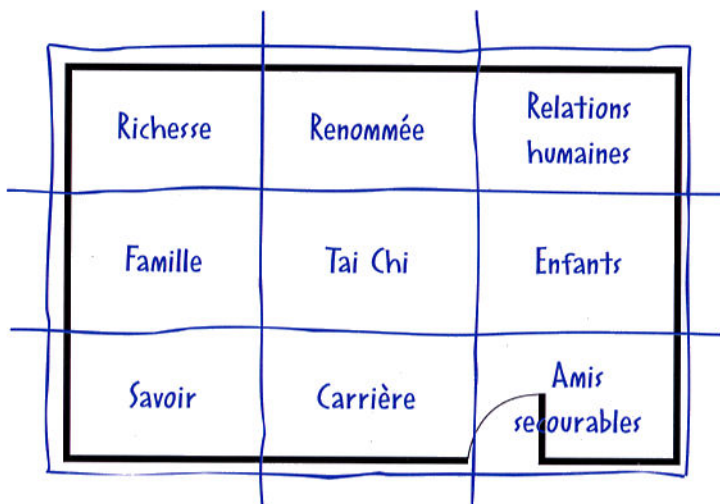 Richesse
Renommée
Relations
humaines
Famille
Tai Chi
Enfants
Savoir
Carrière
Amis
secourables